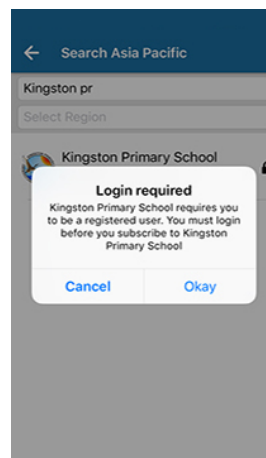 Search Asia Pacific
Kingston pr
Select Region
Kingston Primary School
Login required
Kingston Primary School requires you
to be a registered user. You must login
before you subscribe to Kingston
Primary School
Cancel Okay